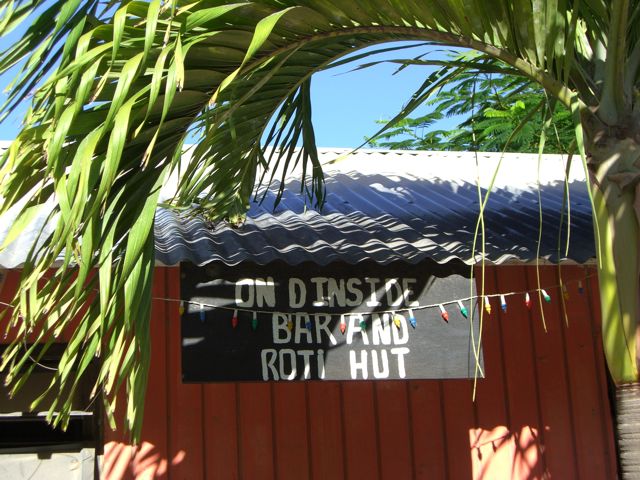 ON D INSIDE
BAR AND
ROTI HUT